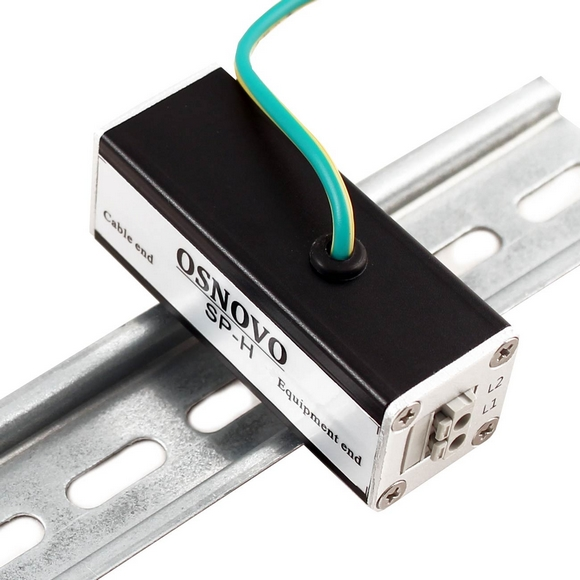 Cable end
OSNOVO
SP-H
Equipment end
L2
L1